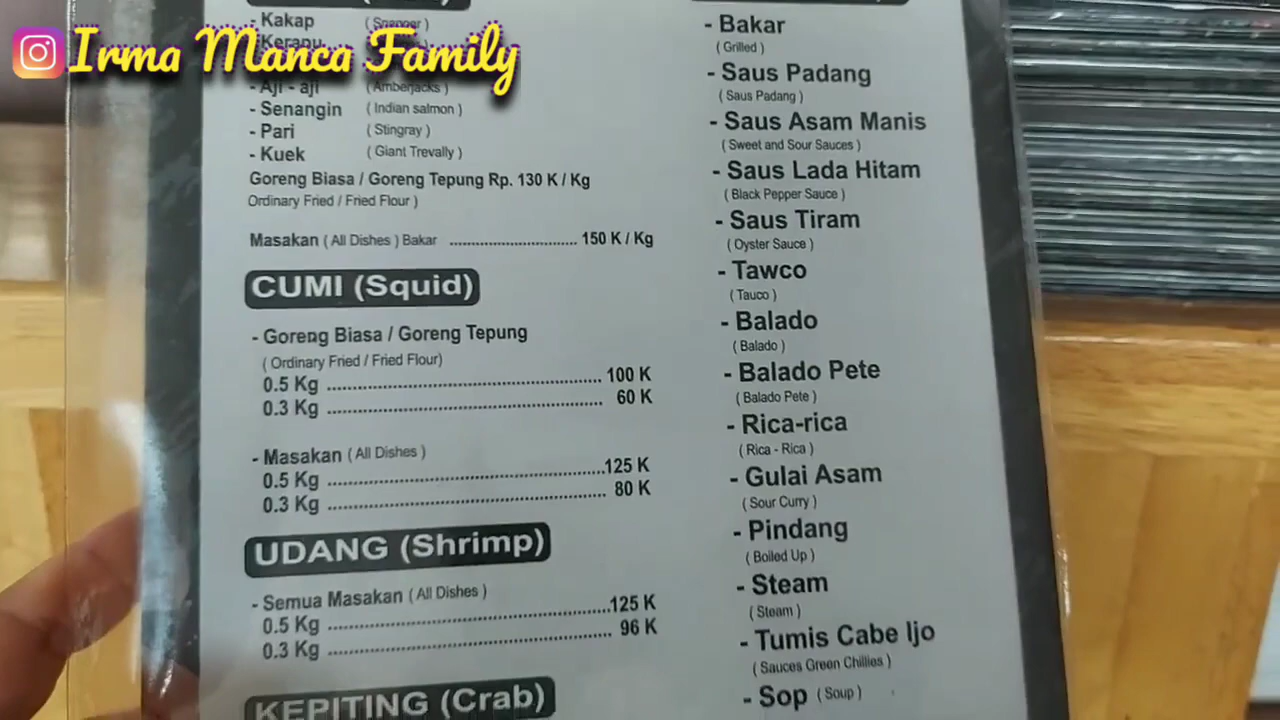 Irma Manca Family
- Kakap (Snapper)
- Kerapu
- Aji - aji (Amberjacks)
- Senangin (Indian salmon)
- Pari (Stingray)
- Kuek (Giant Trevally)
Goreng Biasa / Goreng Tepung Rp. 130 K / Kg
Ordinary Fried / Fried Flour )
Masakan ( All Dishes ) Bakar ............................. 150 K / Kg
CUMI (Squid)
- Goreng Biasa / Goreng Tepung
( Ordinary Fried / Fried Flour)
0.5 Kg ............................................................. 100 K
0.3 Kg ............................................................. 60 K
- Masakan ( All Dishes )
0.5 Kg .............................................................125 K
0.3 Kg ............................................................. 80 K
UDANG (Shrimp)
- Semua Masakan ( All Dishes )
0.5 Kg .............................................................125 K
0.3 Kg ............................................................. 96 K
KEPITING (Crab)
- Bakar
( Grilled )
- Saus Padang
( Saus Padang )
- Saus Asam Manis
( Sweet and Sour Sauces )
- Saus Lada Hitam
( Black Pepper Sauce )
- Saus Tiram
( Oyster Sauce )
- Tawco
( Tauco )
- Balado
( Balado )
- Balado Pete
( Balado Pete )
- Rica-rica
( Rica - Rica )
- Gulai Asam
( Sour Curry )
- Pindang
( Boiled Up )
- Steam
( Steam )
- Tumis Cabe Ijo
( Sauces Green Chillies )
- Sop ( Soup )